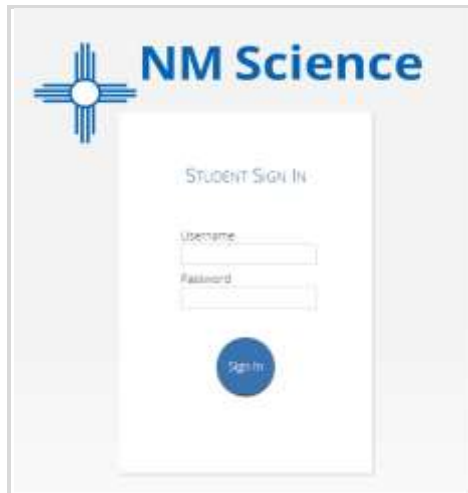 NM Science
STUDENT SIGN IN
Username
Password
Sign In